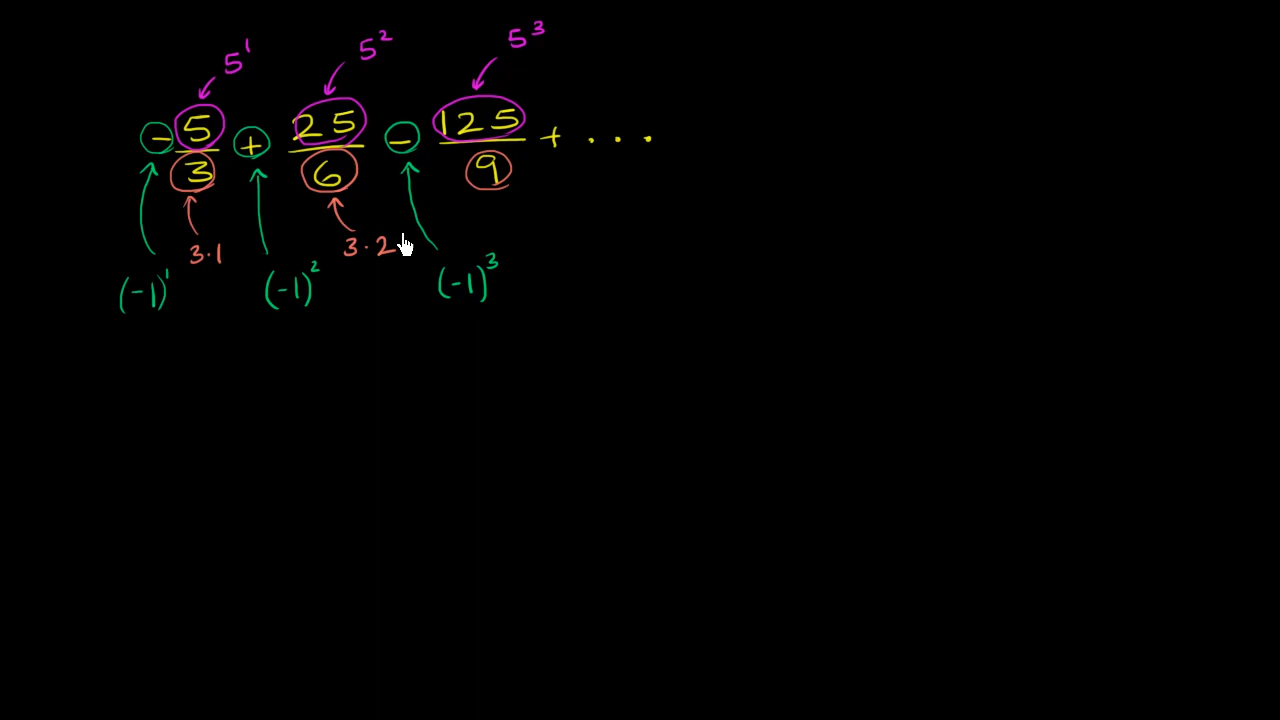 5^1 5^2 5^3
- 5/3 + 25/6 - 125/9 + ...
3·1 3·2
(-1)^1 (-1)^2 (-1)^3